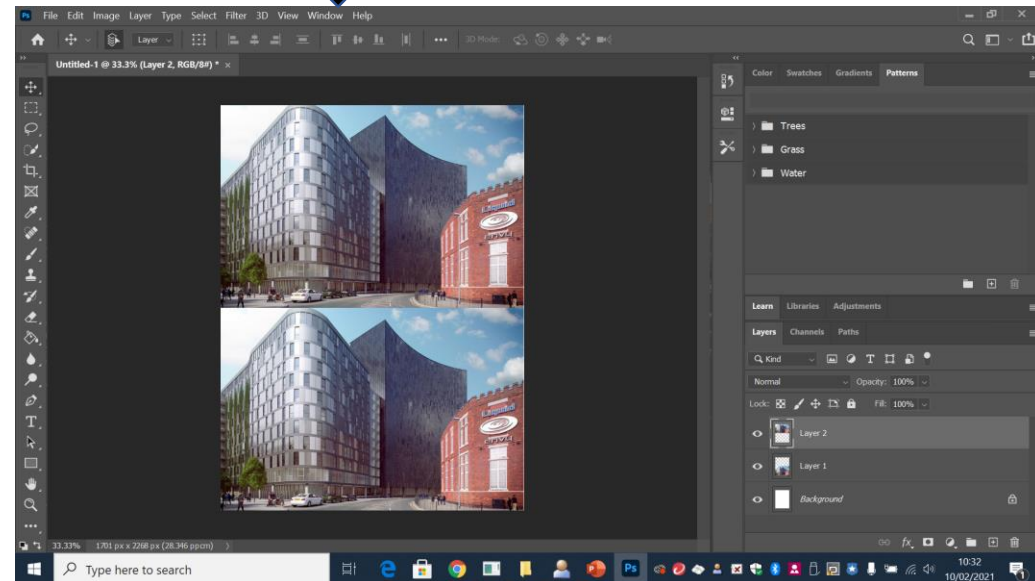 Ps File Edit Image Layer Type Select Filter 3D View Window Help
Layer 3D Mode:
Untitled-1 @ 33.3% (Layer 2, RGB/8#) * ×
Color Swatches Gradients Patterns
Trees
Grass
Water
Learn Libraries Adjustments
Layers Channels Paths
Kind
Normal Opacity: 100%
Lock: Fill: 100%
Layer 2
Layer 1
Background
33.33% 1701 px x 2268 px (28.346 ppcm)
Type here to search
Ps
10:32
10/02/2021